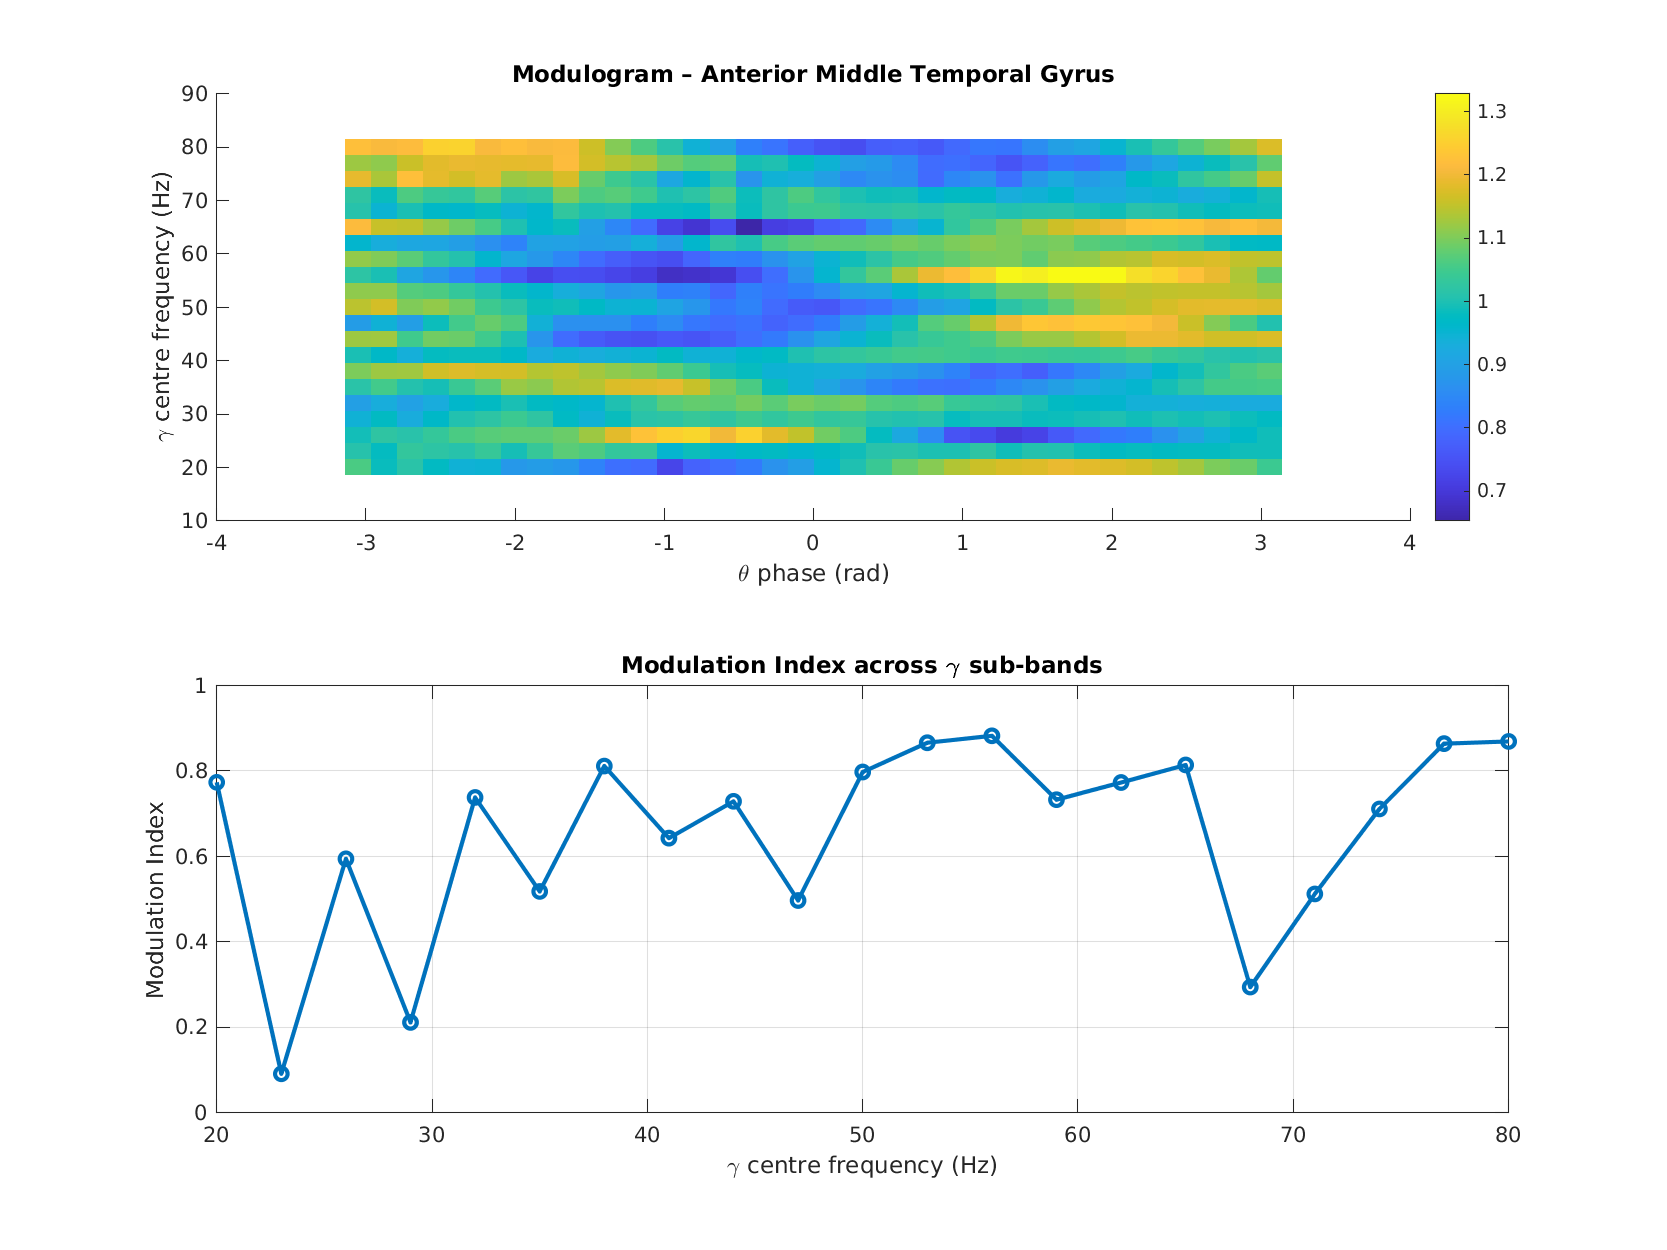 Modulogram – Anterior Middle Temporal Gyrus
γ centre frequency (Hz)
90
80
70
60
50
40
30
20
10
-4 -3 -2 -1 0 1 2 3 4
θ phase (rad)
1.3
1.2
1.1
1
0.9
0.8
0.7
Modulation Index across γ sub-bands
Modulation Index
1
0.8
0.6
0.4
0.2
0
20 30 40 50 60 70 80
γ centre frequency (Hz)